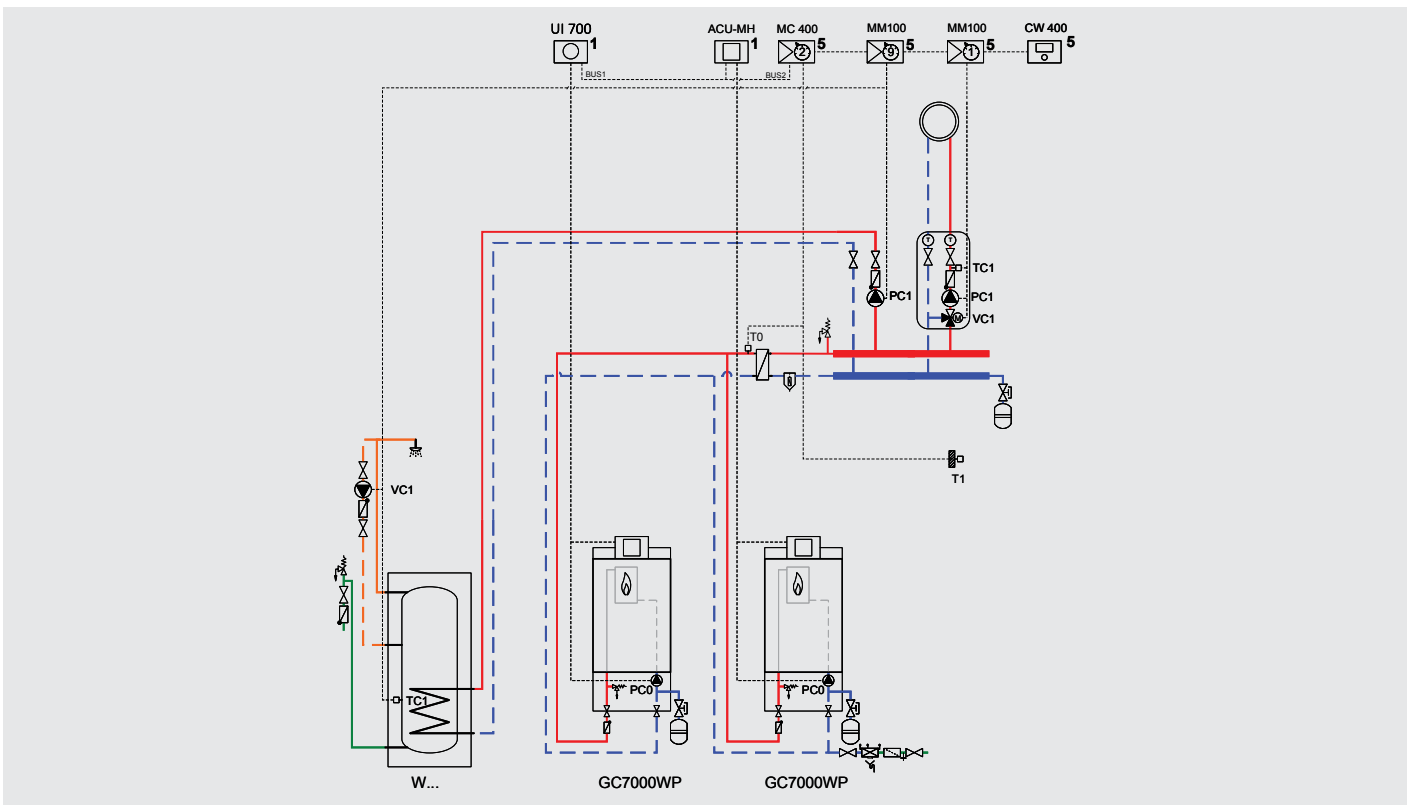 UI 700 ACU-MH MC 400 MM100 MM100 CW 400
1 1 2 5 9 5 1 5 5
BUS1 BUS2
T T
TC1
PC1 PC1
M VC1
T0
T1
VC1
TC1
PC0 PC0
W... GC7000WP GC7000WP